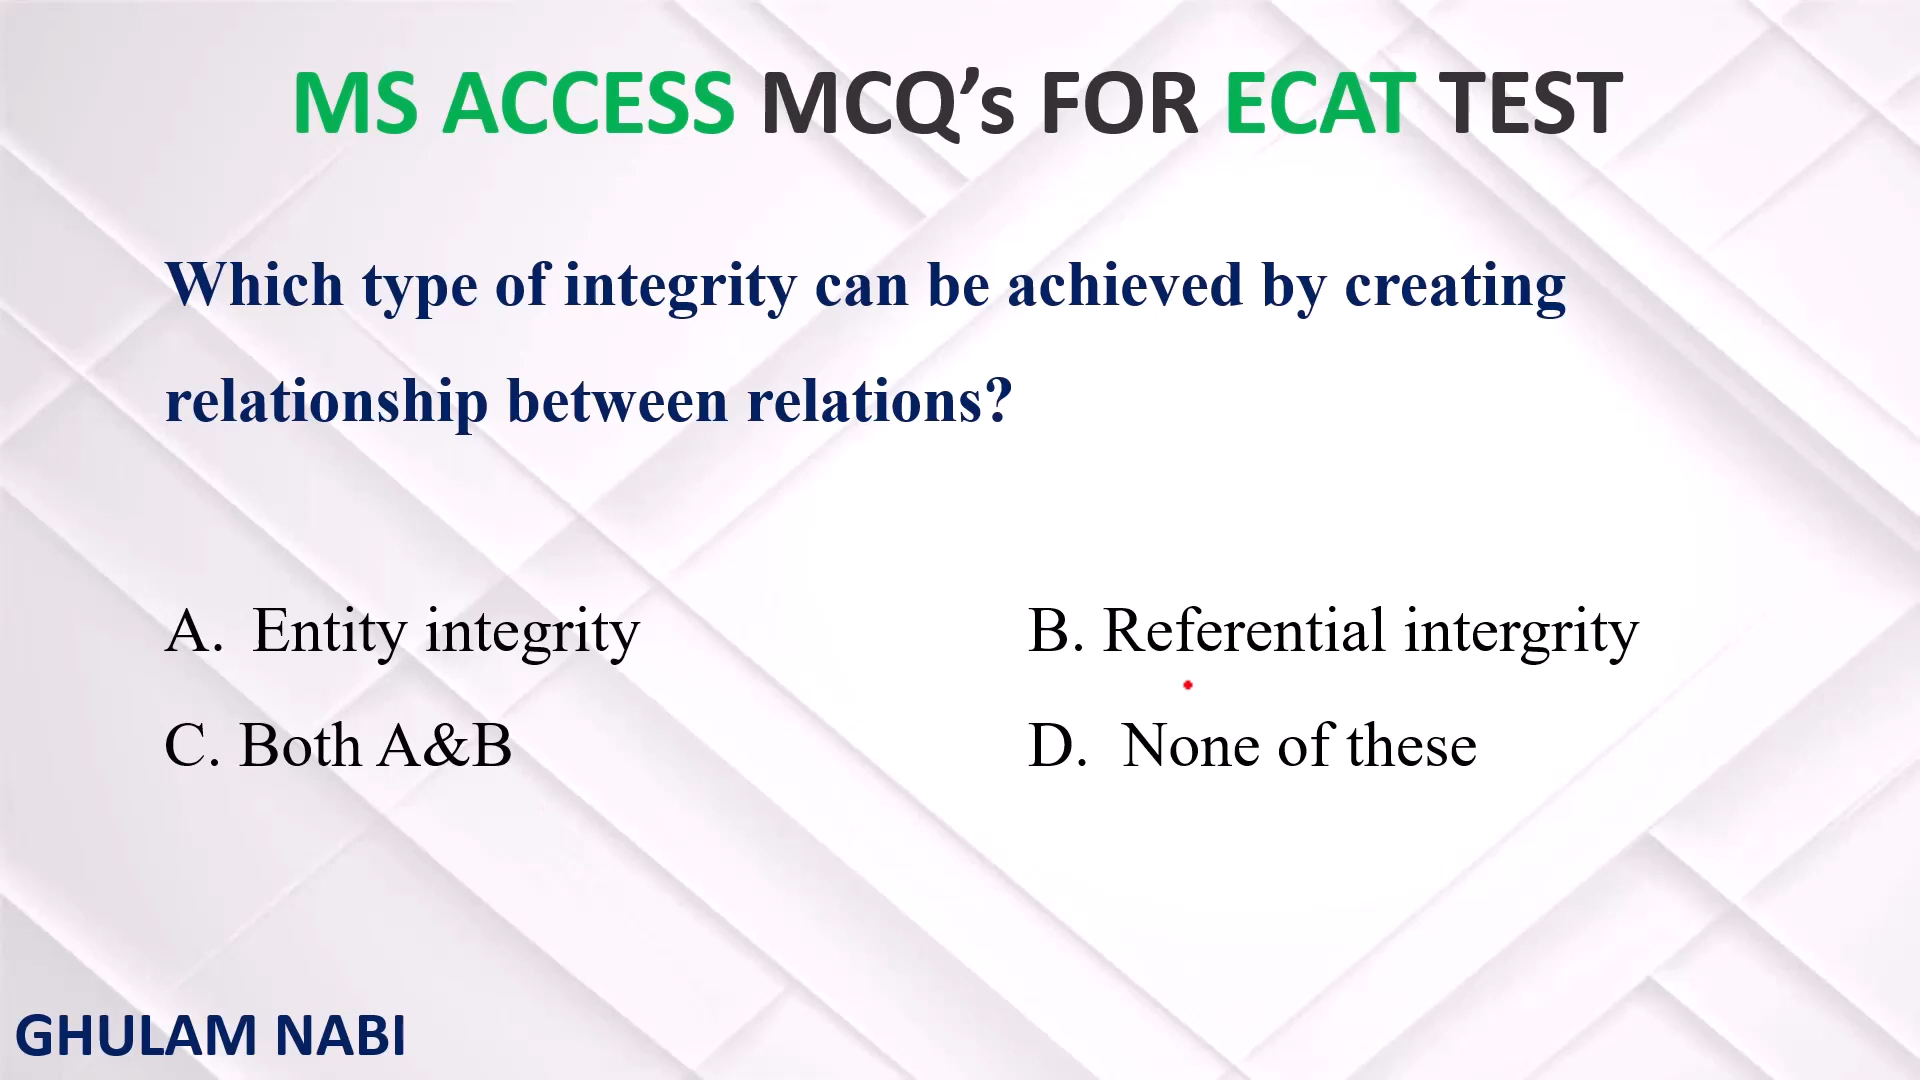 MS ACCESS MCQ’s FOR ECAT TEST
Which type of integrity can be achieved by creating
relationship between relations?
A. Entity integrity
B. Referential intergrity
C. Both A&B
D. None of these
GHULAM NABI